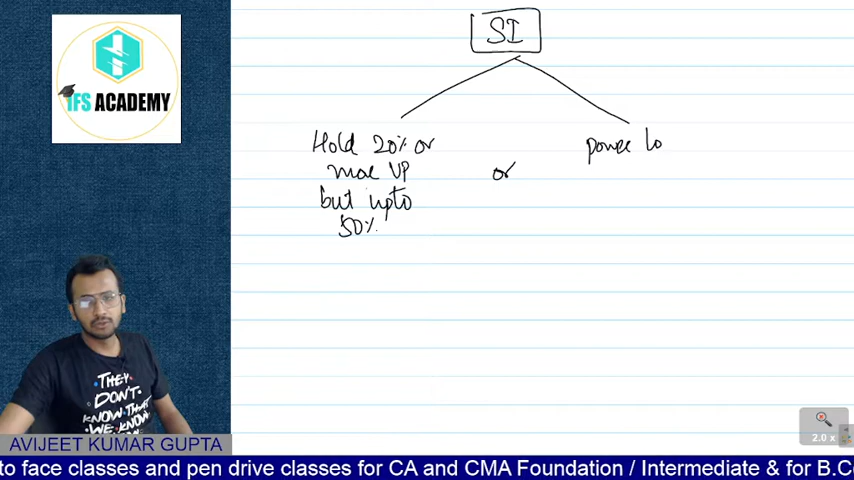 SI
Hold 20% or
more VP
but upto
50%
or
power to
IFS ACADEMY
THEY
DON'T
KNOW THAT
WE KNOW
2.0 x
AVIJEET KUMAR GUPTA
to face classes and pen drive classes for CA and CMA Foundation / Intermediate & for B.Co